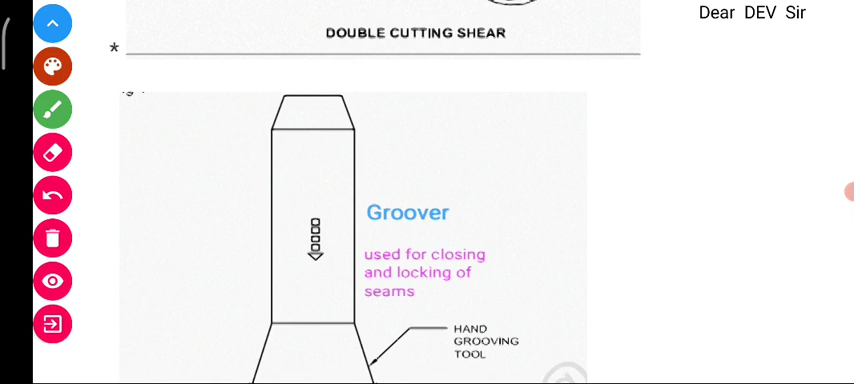 Dear DEV Sir
DOUBLE CUTTING SHEAR
*
Groover
used for closing
and locking of
seams
HAND
GROOVING
TOOL